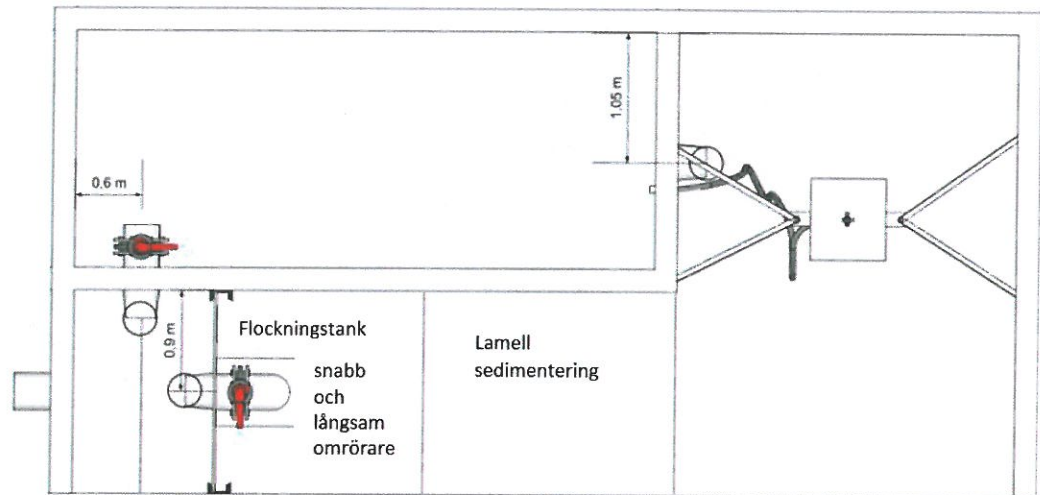 1,05 m
0,6 m
0,9 m
Flockningstank
snabb
och
långsam
omrörare
Lamell
sedimentering